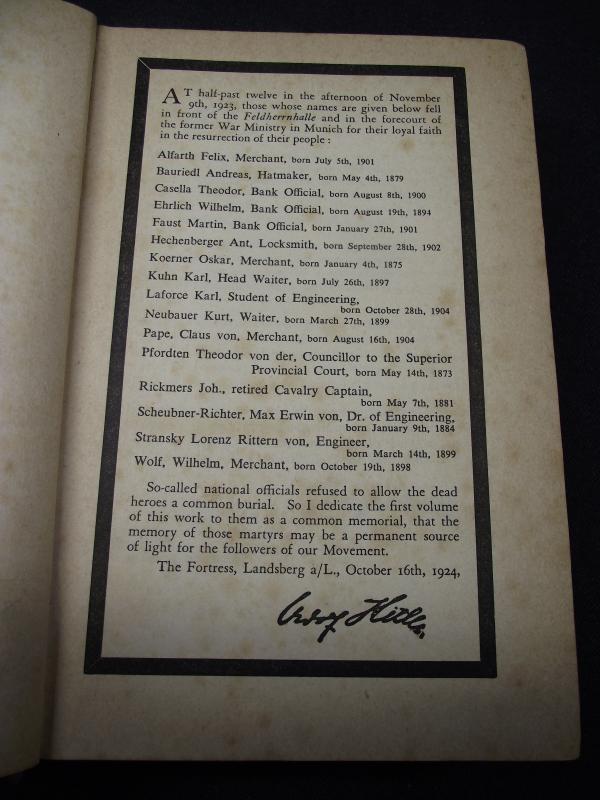 AT half-past twelve in the afternoon of November
9th, 1923, those whose names are given below fell
in front of the Feldherrnhalle and in the forecourt of
the former War Ministry in Munich for their loyal faith
in the resurrection of their people:
Alfarth Felix, Merchant, born July 5th, 1901
Bauriedl Andreas, Hatmaker, born May 4th, 1879
Casella Theodor, Bank Official, born August 8th, 1900
Ehrlich Wilhelm, Bank Official, born August 19th, 1894
Faust Martin, Bank Official, born January 27th, 1901
Hechenberger Ant, Locksmith, born September 28th, 1902
Koerner Oskar, Merchant, born January 4th, 1875
Kuhn Karl, Head Waiter, born July 26th, 1897
Laforce Karl, Student of Engineering,
born October 28th, 1904
Neubauer Kurt, Waiter, born March 27th, 1899
Pape, Claus von, Merchant, born August 16th, 1904
Pfordten Theodor von der, Councillor to the Superior
Provincial Court, born May 14th, 1873
Rickmers Joh., retired Cavalry Captain,
born May 7th, 1881
Scheubner-Richter, Max Erwin von, Dr. of Engineering,
born January 9th, 1884
Stransky Lorenz Rittern von, Engineer,
born March 14th, 1899
Wolf, Wilhelm, Merchant, born October 19th, 1898
So-called national officials refused to allow the dead
heroes a common burial. So I dedicate the first volume
of this work to them as a common memorial, that the
memory of those martyrs may be a permanent source
of light for the followers of our Movement.
The Fortress, Landsberg a/L., October 16th, 1924,
Adolf Hitler.